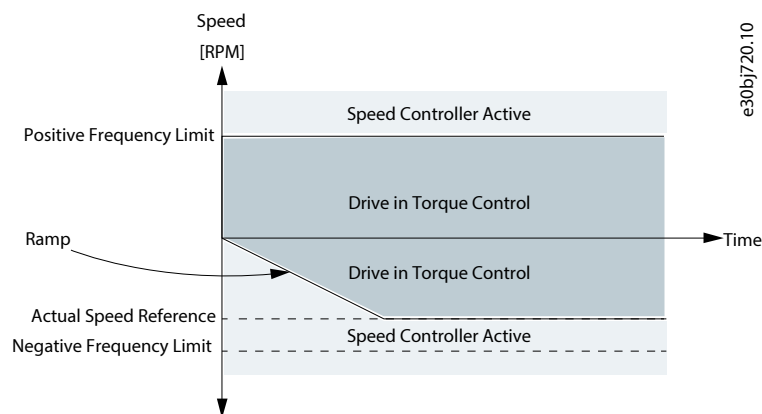 Speed
[RPM]
e30bj720.10
Speed Controller Active
Positive Frequency Limit
Drive in Torque Control
Ramp
Time
Drive in Torque Control
Actual Speed Reference
Speed Controller Active
Negative Frequency Limit